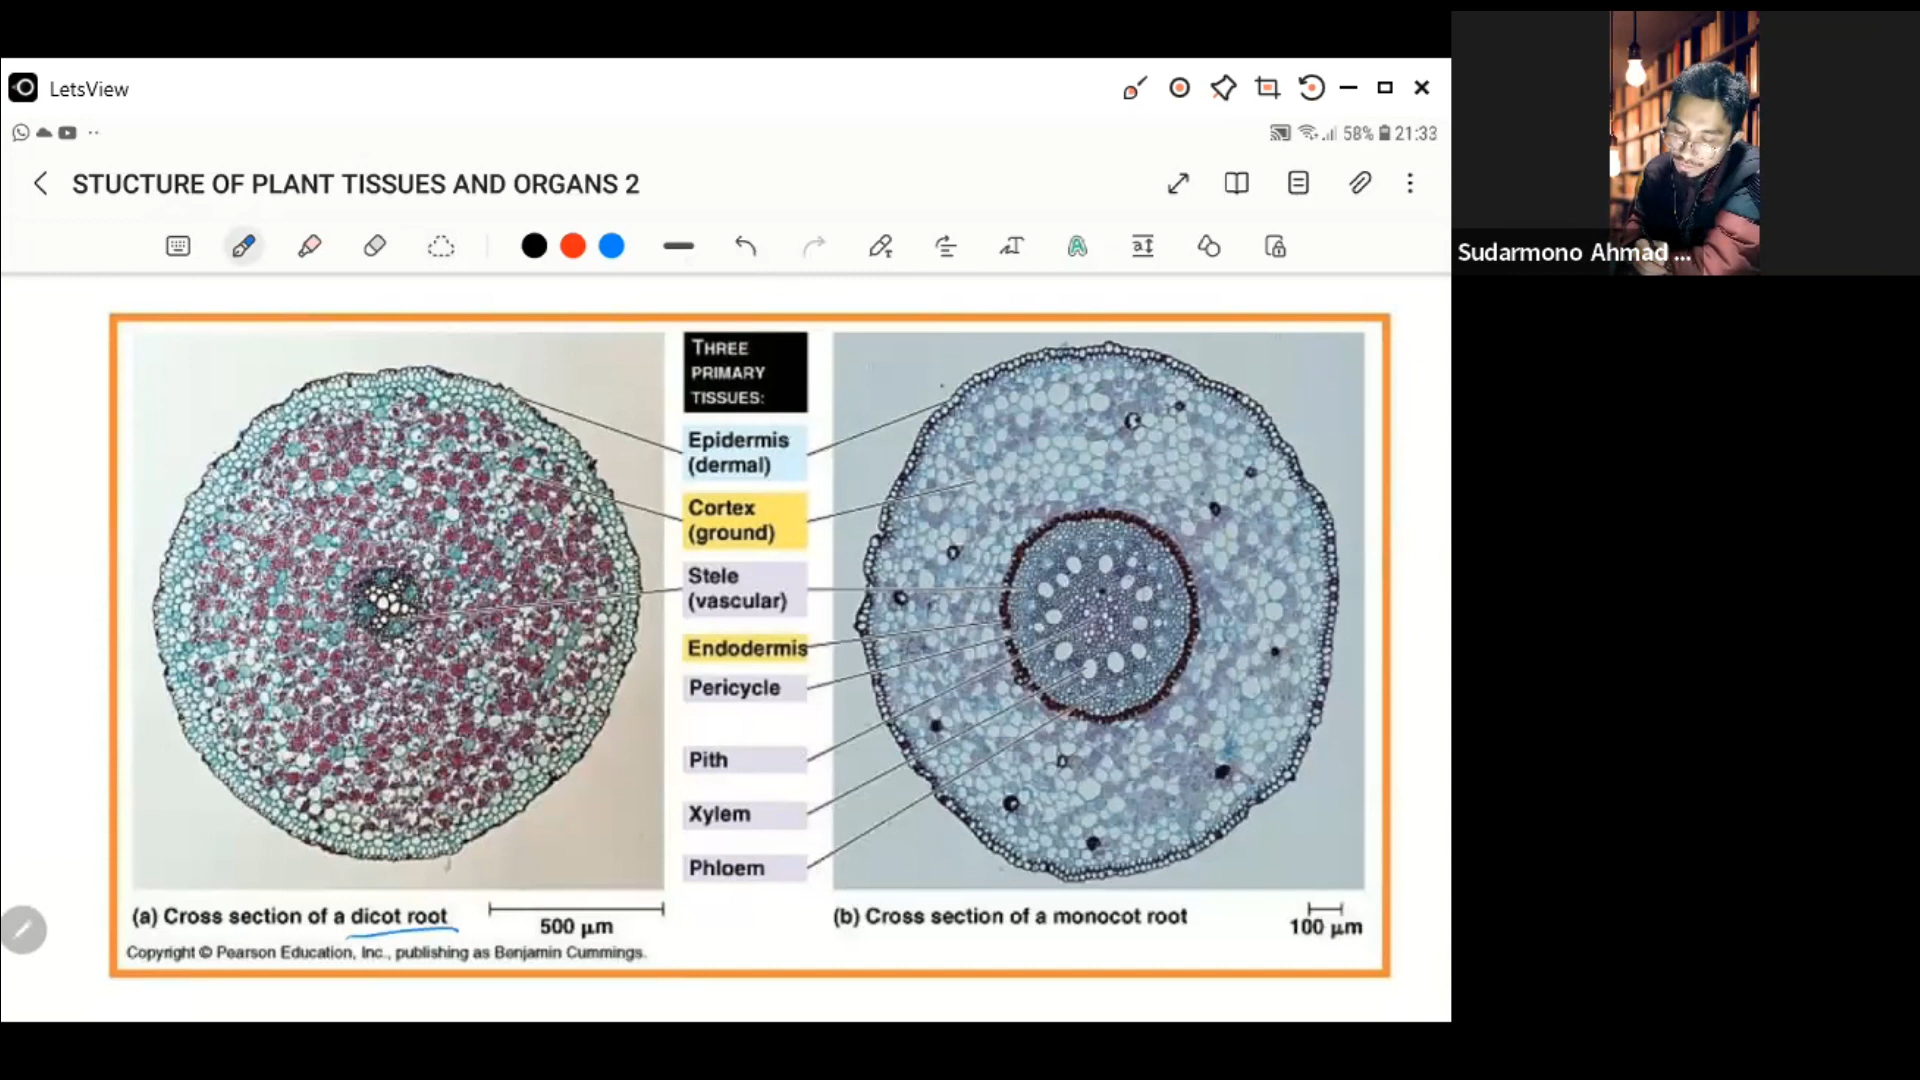 LetsView
58% 21:33
STUCTURE OF PLANT TISSUES AND ORGANS 2
THREE
PRIMARY
TISSUES:
Epidermis
(dermal)
Cortex
(ground)
Stele
(vascular)
Endodermis
Pericycle
Pith
Xylem
Phloem
(a) Cross section of a dicot root
500 µm
(b) Cross section of a monocot root
100 µm
Copyright © Pearson Education, Inc., publishing as Benjamin Cummings.
Sudarmono Ahmad ...